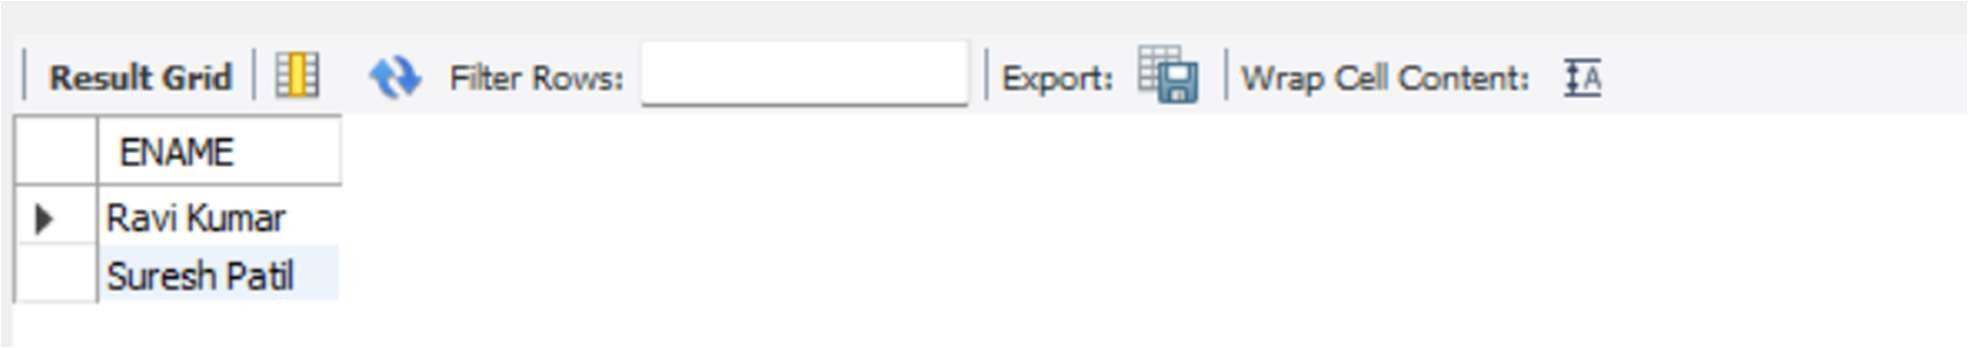 Result Grid Filter Rows: Export: Wrap Cell Content: A
ENAME
Ravi Kumar
Suresh Patil